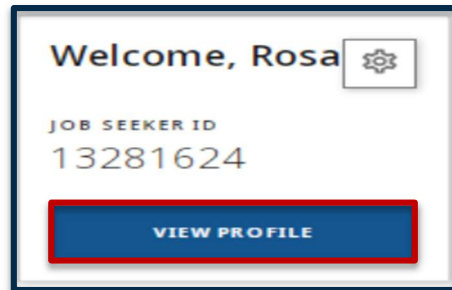 Welcome, Rosa
JOB SEEKER ID
13281624
VIEW PROFILE